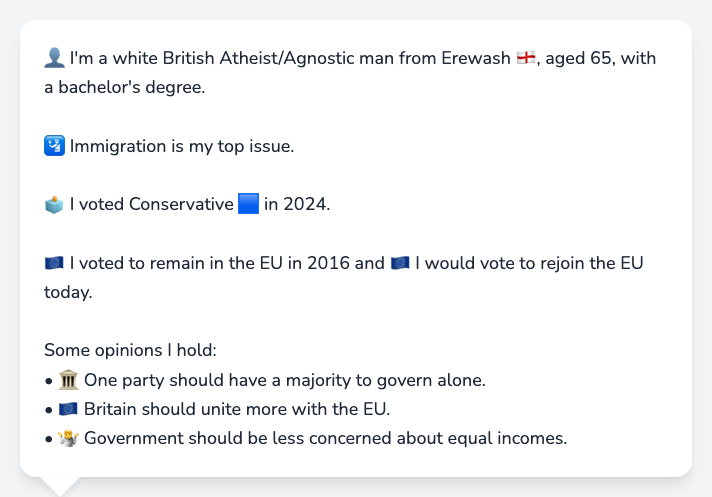 👤 I'm a white British Atheist/Agnostic man from Erewash 🏴󠁧󠁢󠁥󠁮󠁧󠁿, aged 65, with
a bachelor's degree.
🛂 Immigration is my top issue.
🗳️ I voted Conservative 🟦 in 2024.
🇪🇺 I voted to remain in the EU in 2016 and 🇪🇺 I would vote to rejoin the EU
today.
Some opinions I hold:
• 🏛️ One party should have a majority to govern alone.
• 🇪🇺 Britain should unite more with the EU.
• 🤷 Government should be less concerned about equal incomes.